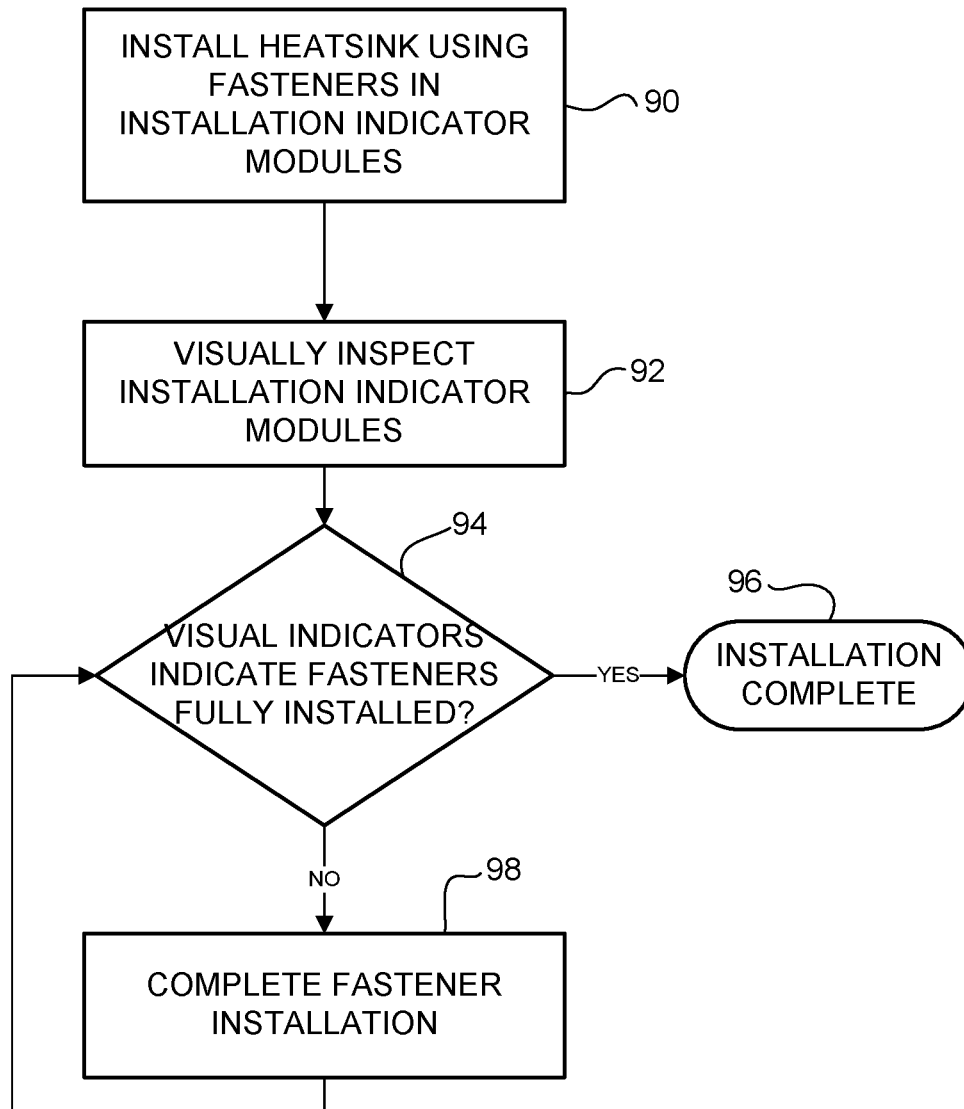 INSTALL HEATSINK USING
FASTENERS IN
INSTALLATION INDICATOR
MODULES
90
VISUALLY INSPECT
INSTALLATION INDICATOR
MODULES
92
94
VISUAL INDICATORS
INDICATE FASTENERS
FULLY INSTALLED?
YES
96
INSTALLATION
COMPLETE
NO
98
COMPLETE FASTENER
INSTALLATION